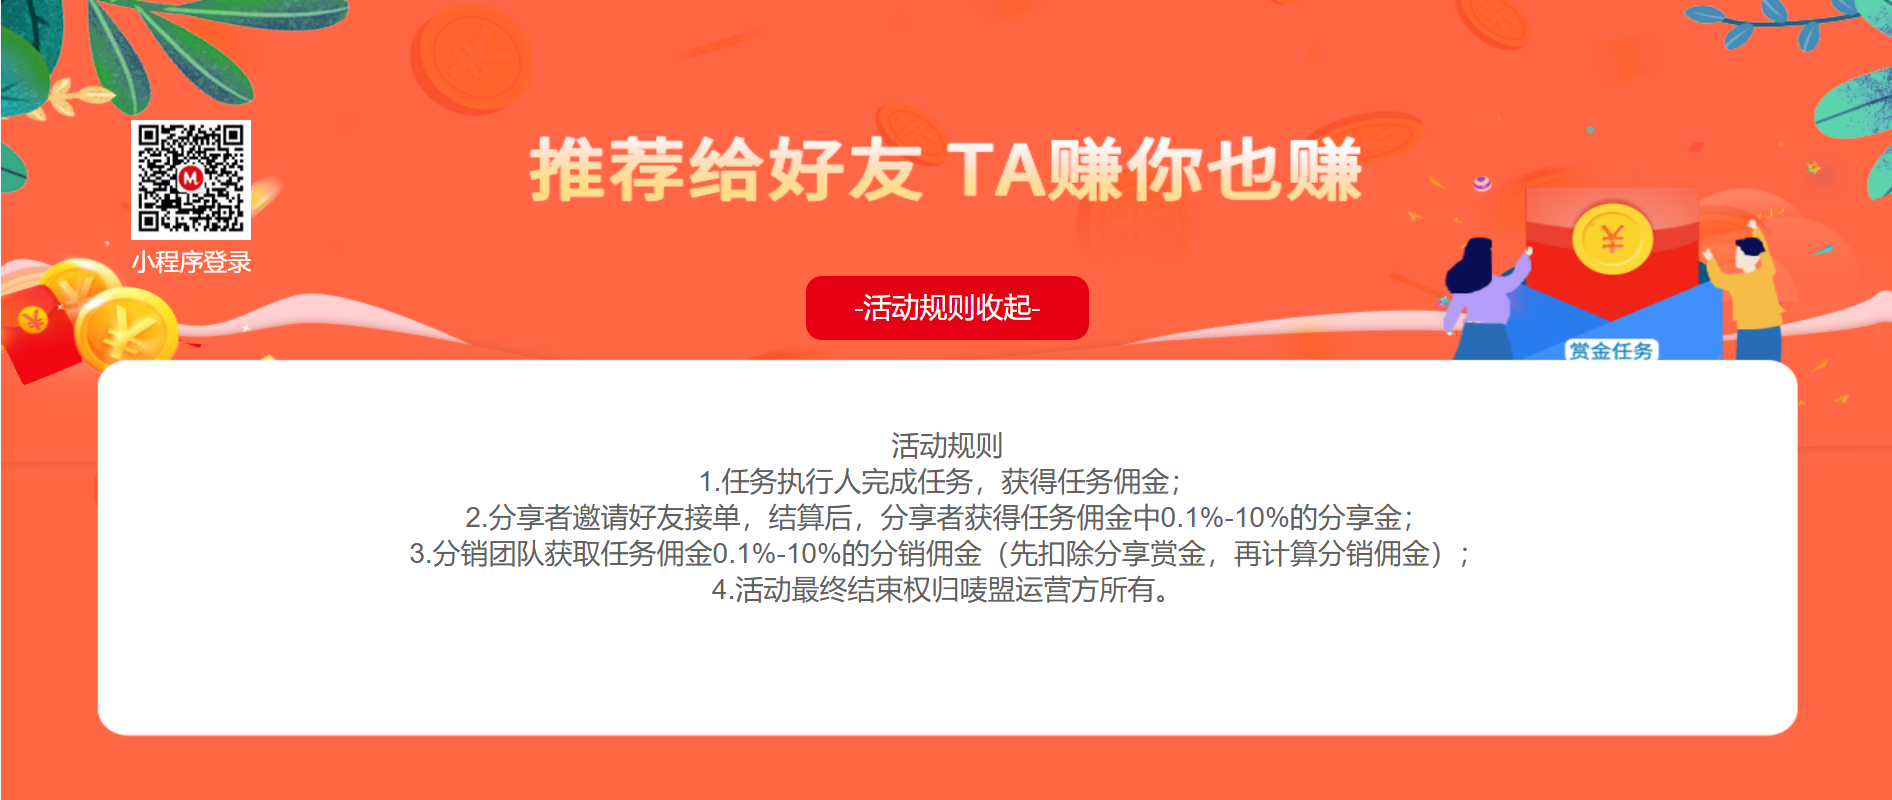 推荐给好友 TA赚你也赚
小程序登录
-活动规则收起-
赏金任务
活动规则
1.任务执行人完成任务，获得任务佣金；
2.分享者邀请好友接单，结算后，分享者获得任务佣金中0.1%-10%的分享金；
3.分销团队获取任务佣金0.1%-10%的分销佣金（先扣除分享赏金，再计算分销佣金）；
4.活动最终结束权归唛盟运营方所有。